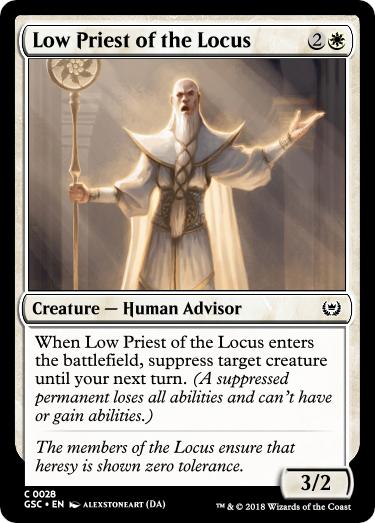 Low Priest of the Locus 2
Creature — Human Advisor
When Low Priest of the Locus enters
the battlefield, suppress target creature
until your next turn. (A suppressed
permanent loses all abilities and can't have
or gain abilities.)
The members of the Locus ensure that
heresy is shown zero tolerance.
3/2
C 0028
GSC • EN ALEXSTONEART (DA)
™ & © 2018 Wizards of the Coast